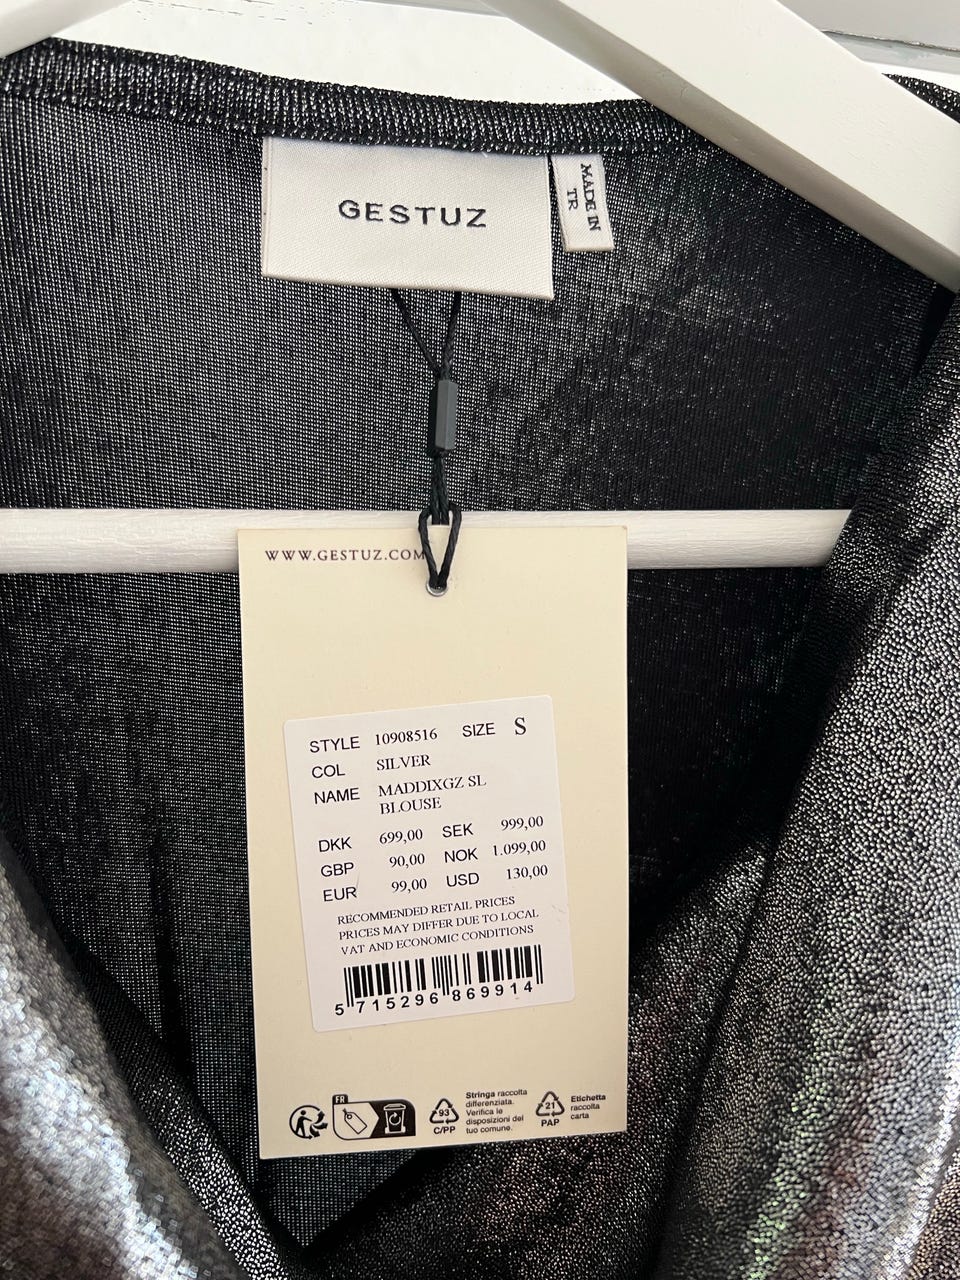 GESTUZ
MADE IN
TR
WWW.GESTUZ.COM
STYLE 10908516 SIZE S
COL SILVER
NAME MADDIXGZ SL
BLOUSE
DKK 699,00 SEK 999,00
GBP 90,00 NOK 1.099,00
EUR 99,00 USD 130,00
RECOMMENDED RETAIL PRICES
PRICES MAY DIFFER DUE TO LOCAL
VAT AND ECONOMIC CONDITIONS
5 715296 869914
FR
93
C/PP
Stringa raccolta
differenziata.
Verifica le
disposizioni del
tuo comune.
21
PAP
Etichetta
raccolta
carta